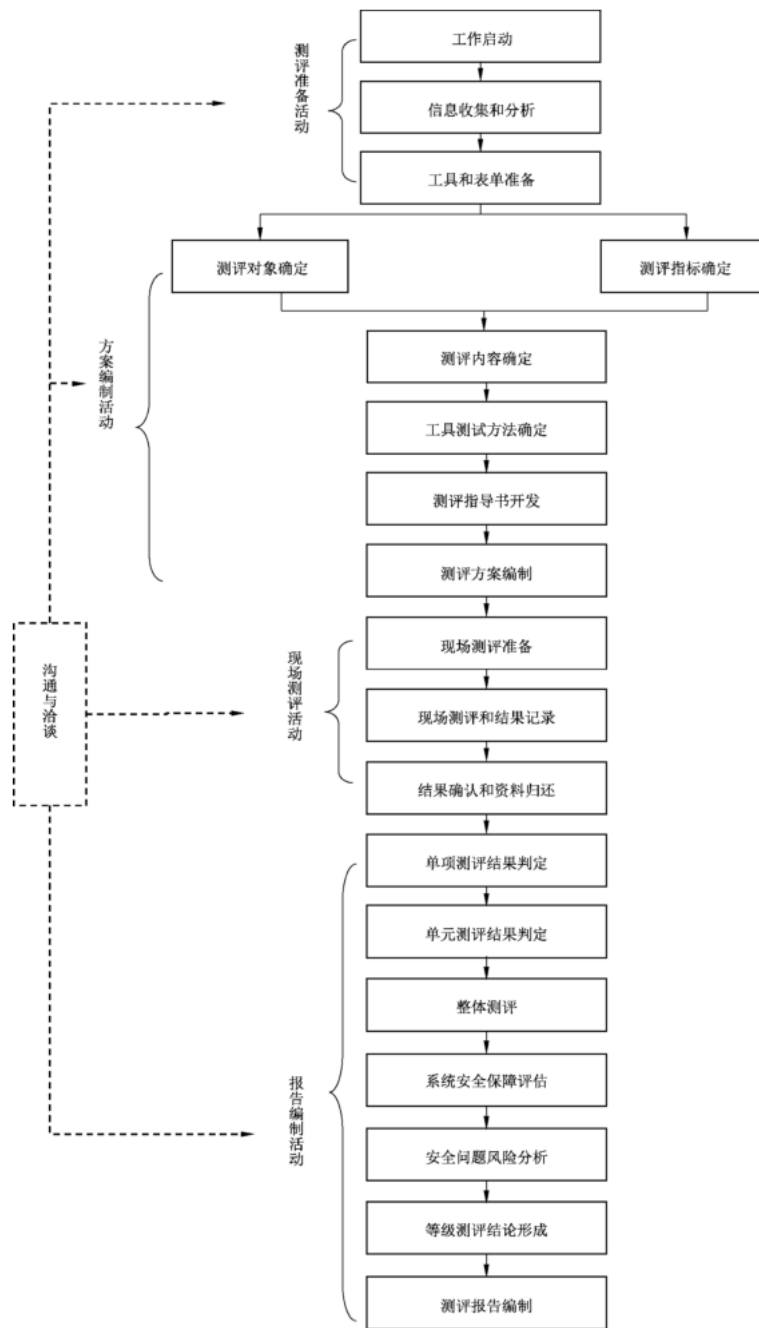 工作启动
测评准备活动
信息收集和分析
工具和表单准备
测评对象确定
测评指标确定
方案编制活动
测评内容确定
工具测试方法确定
测评指导书开发
测评方案编制
沟通与洽谈
现场测评活动
现场测评准备
现场测评和结果记录
结果确认和资料归还
报告编制活动
单项测评结果判定
单元测评结果判定
整体测评
系统安全保障评估
安全问题风险分析
等级测评结论形成
测评报告编制